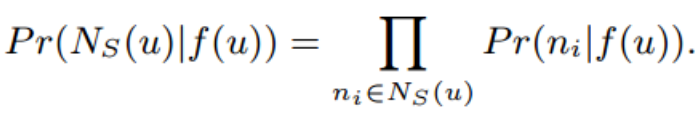 Pr(N_S(u)|f(u)) = ∏_{n_i∈N_S(u)} Pr(n_i|f(u)).